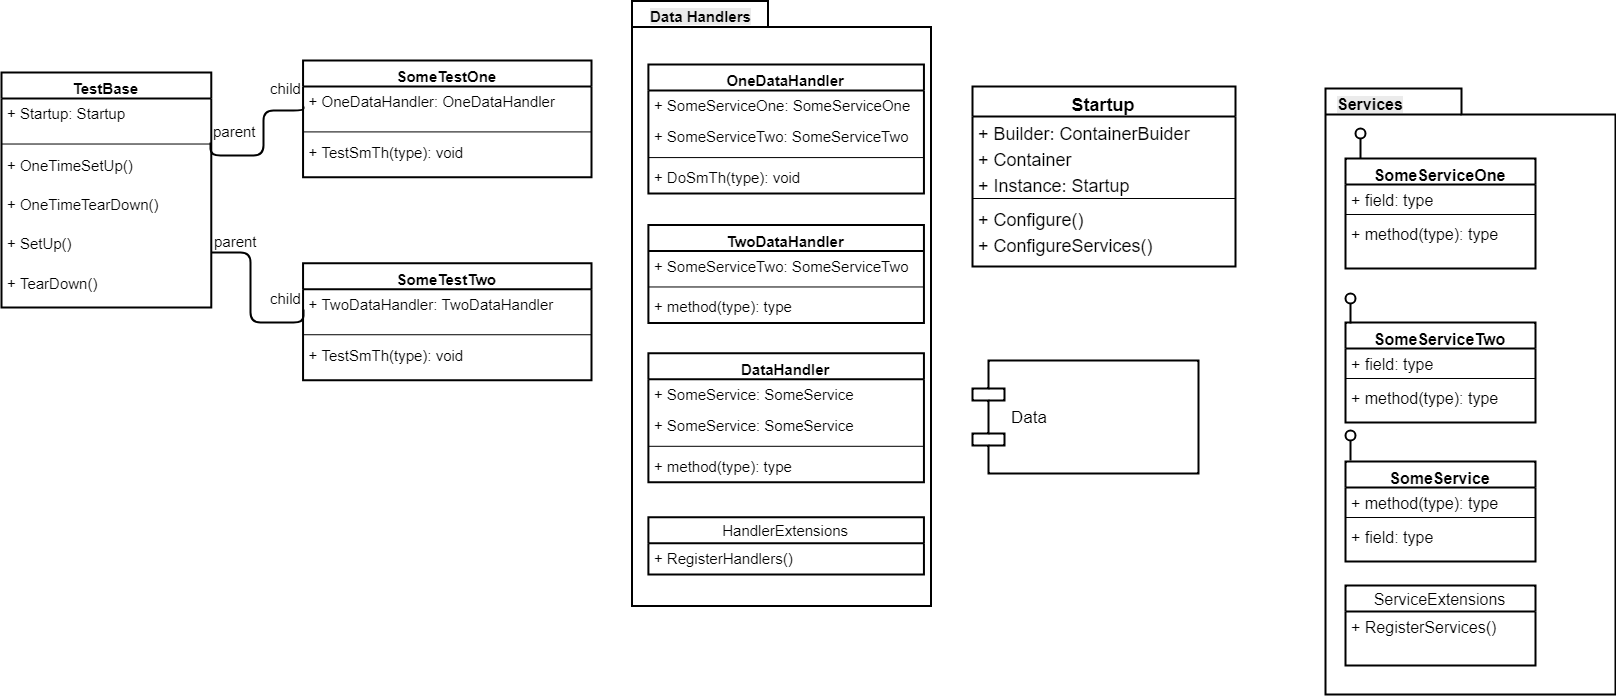 TestBase
+ Startup: Startup
+ OneTimeSetUp()
+ OneTimeTearDown()
+ SetUp()
+ TearDown()
parent
child
parent
child
SomeTestOne
+ OneDataHandler: OneDataHandler
+ TestSmTh(type): void
SomeTestTwo
+ TwoDataHandler: TwoDataHandler
+ TestSmTh(type): void
Data Handlers
OneDataHandler
+ SomeServiceOne: SomeServiceOne
+ SomeServiceTwo: SomeServiceTwo
+ DoSmTh(type): void
TwoDataHandler
+ SomeServiceTwo: SomeServiceTwo
+ method(type): type
DataHandler
+ SomeService: SomeService
+ SomeService: SomeService
+ method(type): type
HandlerExtensions
+ RegisterHandlers()
Startup
+ Builder: ContainerBuider
+ Container
+ Instance: Startup
+ Configure()
+ ConfigureServices()
Data
Services
SomeServiceOne
+ field: type
+ method(type): type
SomeServiceTwo
+ field: type
+ method(type): type
SomeService
+ method(type): type
+ field: type
ServiceExtensions
+ RegisterServices()